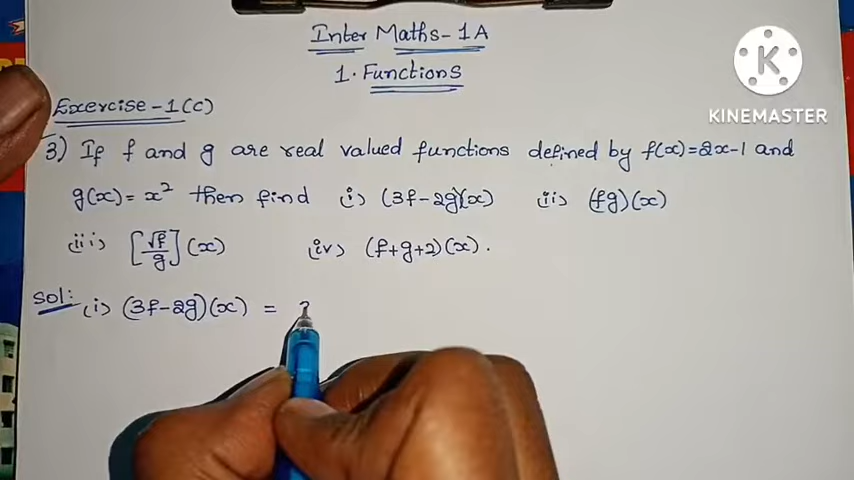 Inter Maths-1A
1. Functions
KINEMASTER
Exercise-1(c)
3) If f and g are real valued functions defined by f(x)=2x-1 and
g(x)= x² then find (i) (3f-2g)(x) (ii) (fg)(x)
(iii) [√f/g](x) (iv) (f+g+2)(x).
Sol: (i) (3f-2g)(x) =